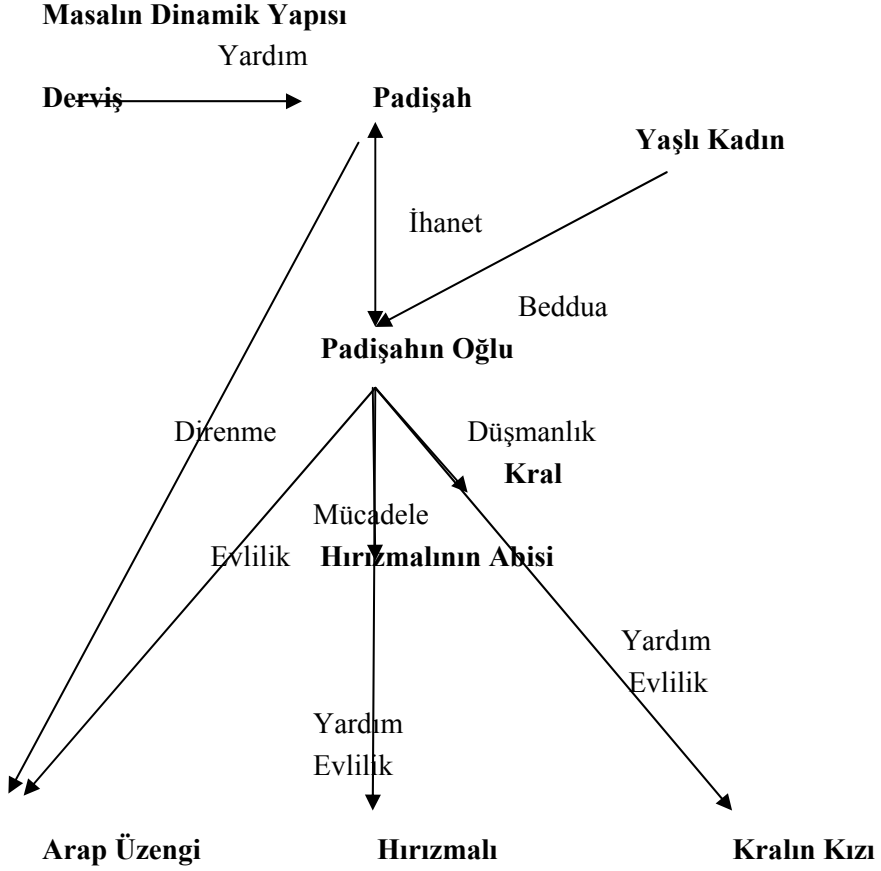 Masalın Dinamik Yapısı
Yardım
Derviş
Padişah
Yaşlı Kadın
İhanet
Beddua
Padişahın Oğlu
Direnme
Düşmanlık
Kral
Mücadele
Evlilik
Hırızmalının Abisi
Yardım
Evlilik
Yardım
Evlilik
Arap Üzengi
Hırızmalı
Kralın Kızı